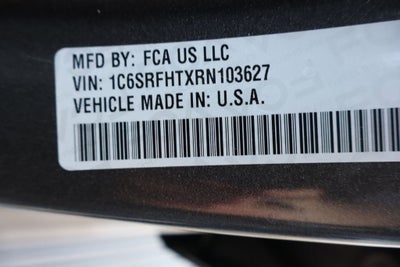 MFD BY: FCA US LLC
VIN: 1C6SRFHTXRN103627
VEHICLE MADE IN: U.S.A.